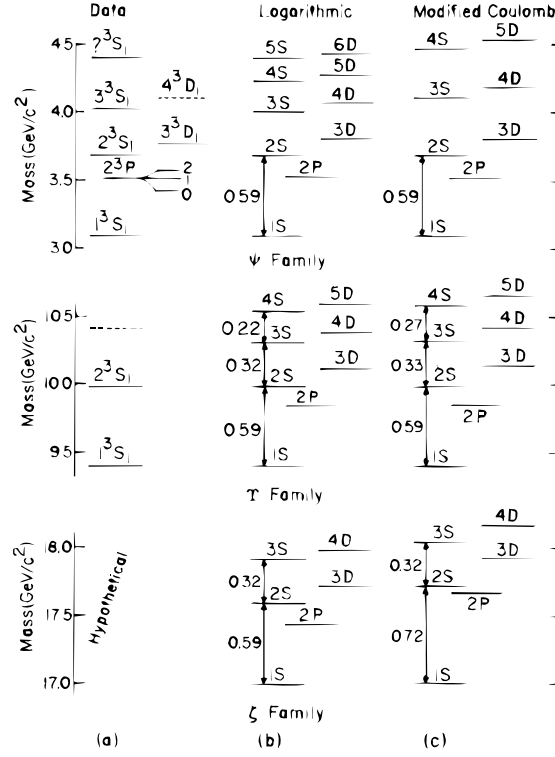 Data Logarithmic Modified Coulomb
Mass(GeV/c²)
4.5
4.0
3.5
3.0
?³S₁
3³S₁ 4³D₁
2³S₁ 3³D₁
2³P 2
1
0
1³S₁
5S 6D
4S 5D
3S 4D
2S 3D
2P
0.59
1S
4S 5D
3S 4D
2S 3D
2P
0.59
1S
ψ Family
Mass(GeV/c²)
10.5
10.0
9.5
2³S₁
1³S₁
4S 5D
0.22 3S 4D
0.32 2S 3D
2P
0.59
1S
4S 5D
0.27 3S 4D
0.33 2S 3D
2P
0.59
1S
ϒ Family
Mass(GeV/c²)
18.0
17.5
17.0
Hypothetical
3S 4D
0.32 2S 3D
2P
0.59
1S
3S 4D
0.32 2S 3D
2P
0.72
1S
ζ Family
(a) (b) (c)